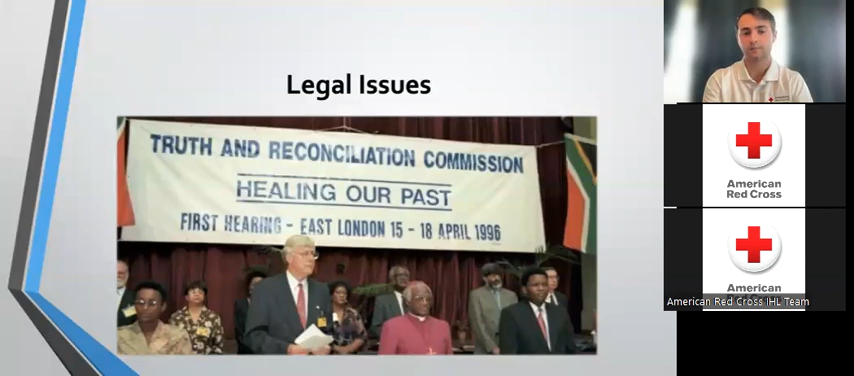 Legal Issues
TRUTH AND RECONCILIATION COMMISSION
HEALING OUR PAST
FIRST HEARING - EAST LONDON 15 - 18 APRIL 1996
American
Red Cross
American
American Red Cross IHL Team